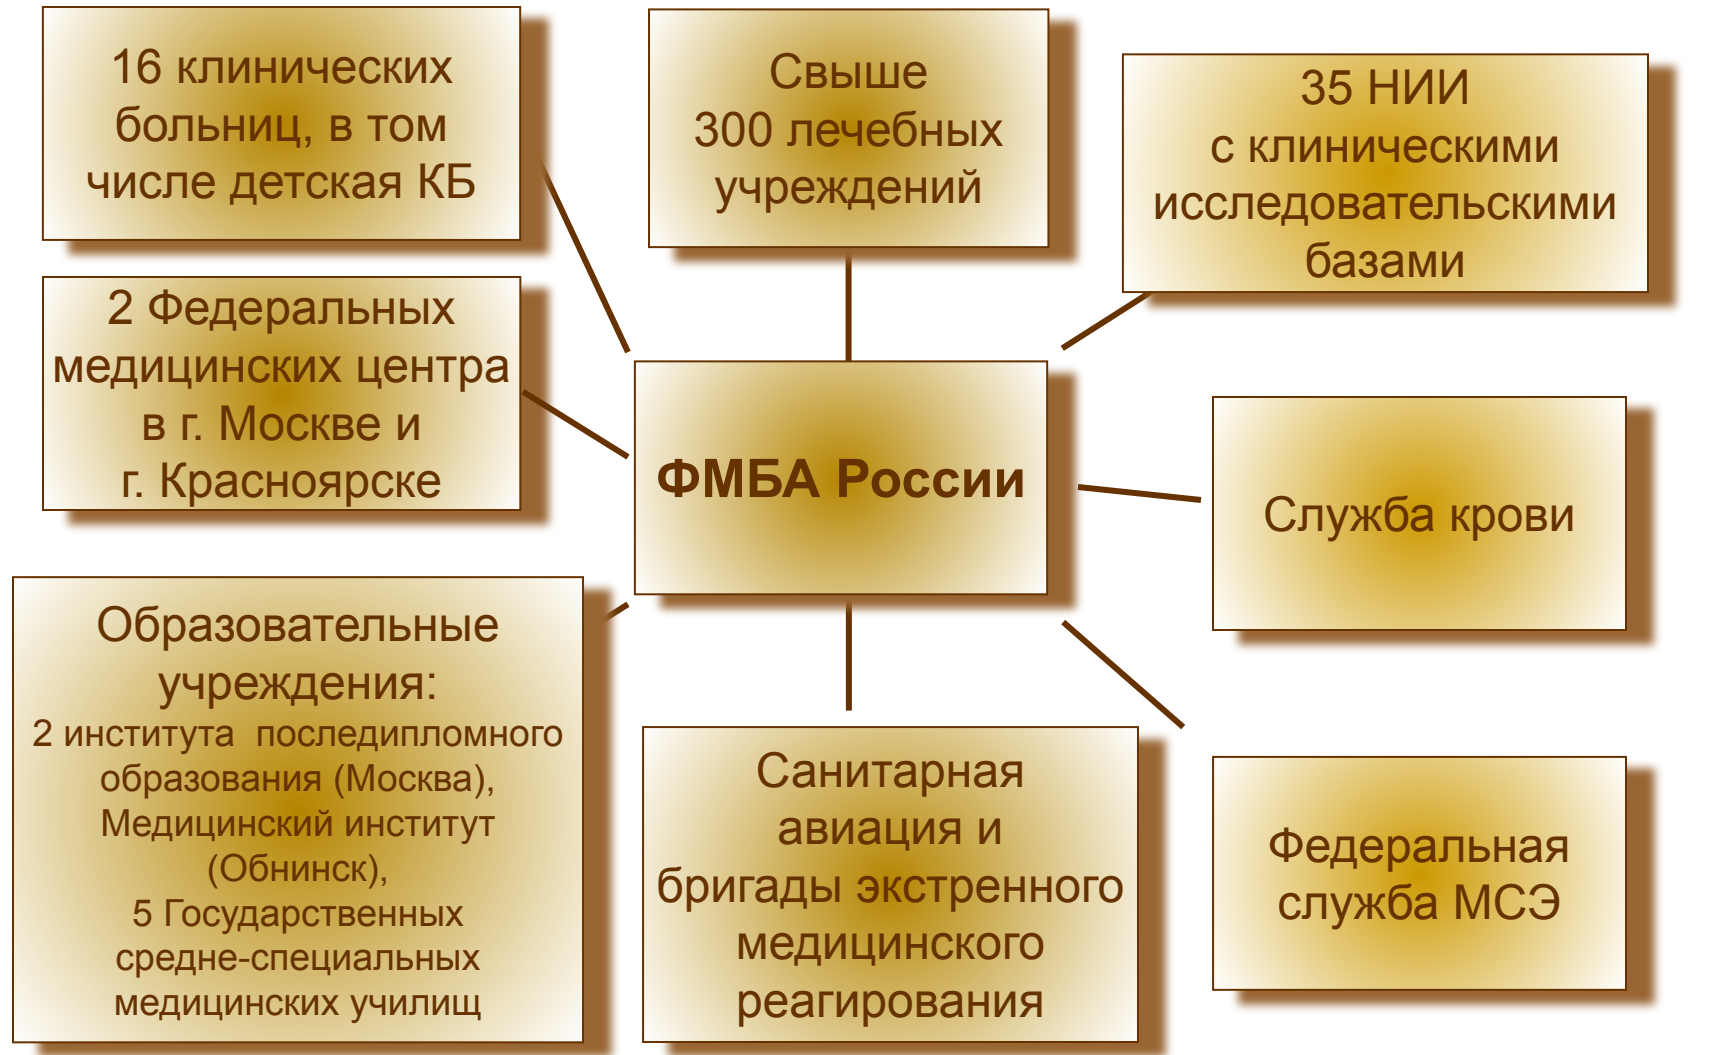 16 клинических
больниц, в том
числе детская КБ
Свыше
300 лечебных
учреждений
35 НИИ
с клиническими
исследовательскими
базами
2 Федеральных
медицинских центра
в г. Москве и
г. Красноярске
ФМБА России
Служба крови
Образовательные
учреждения:
2 института последипломного
образования (Москва),
Медицинский институт
(Обнинск),
5 Государственных
средне-специальных
медицинских училищ
Санитарная
авиация и
бригады экстренного
медицинского
реагирования
Федеральная
служба МСЭ